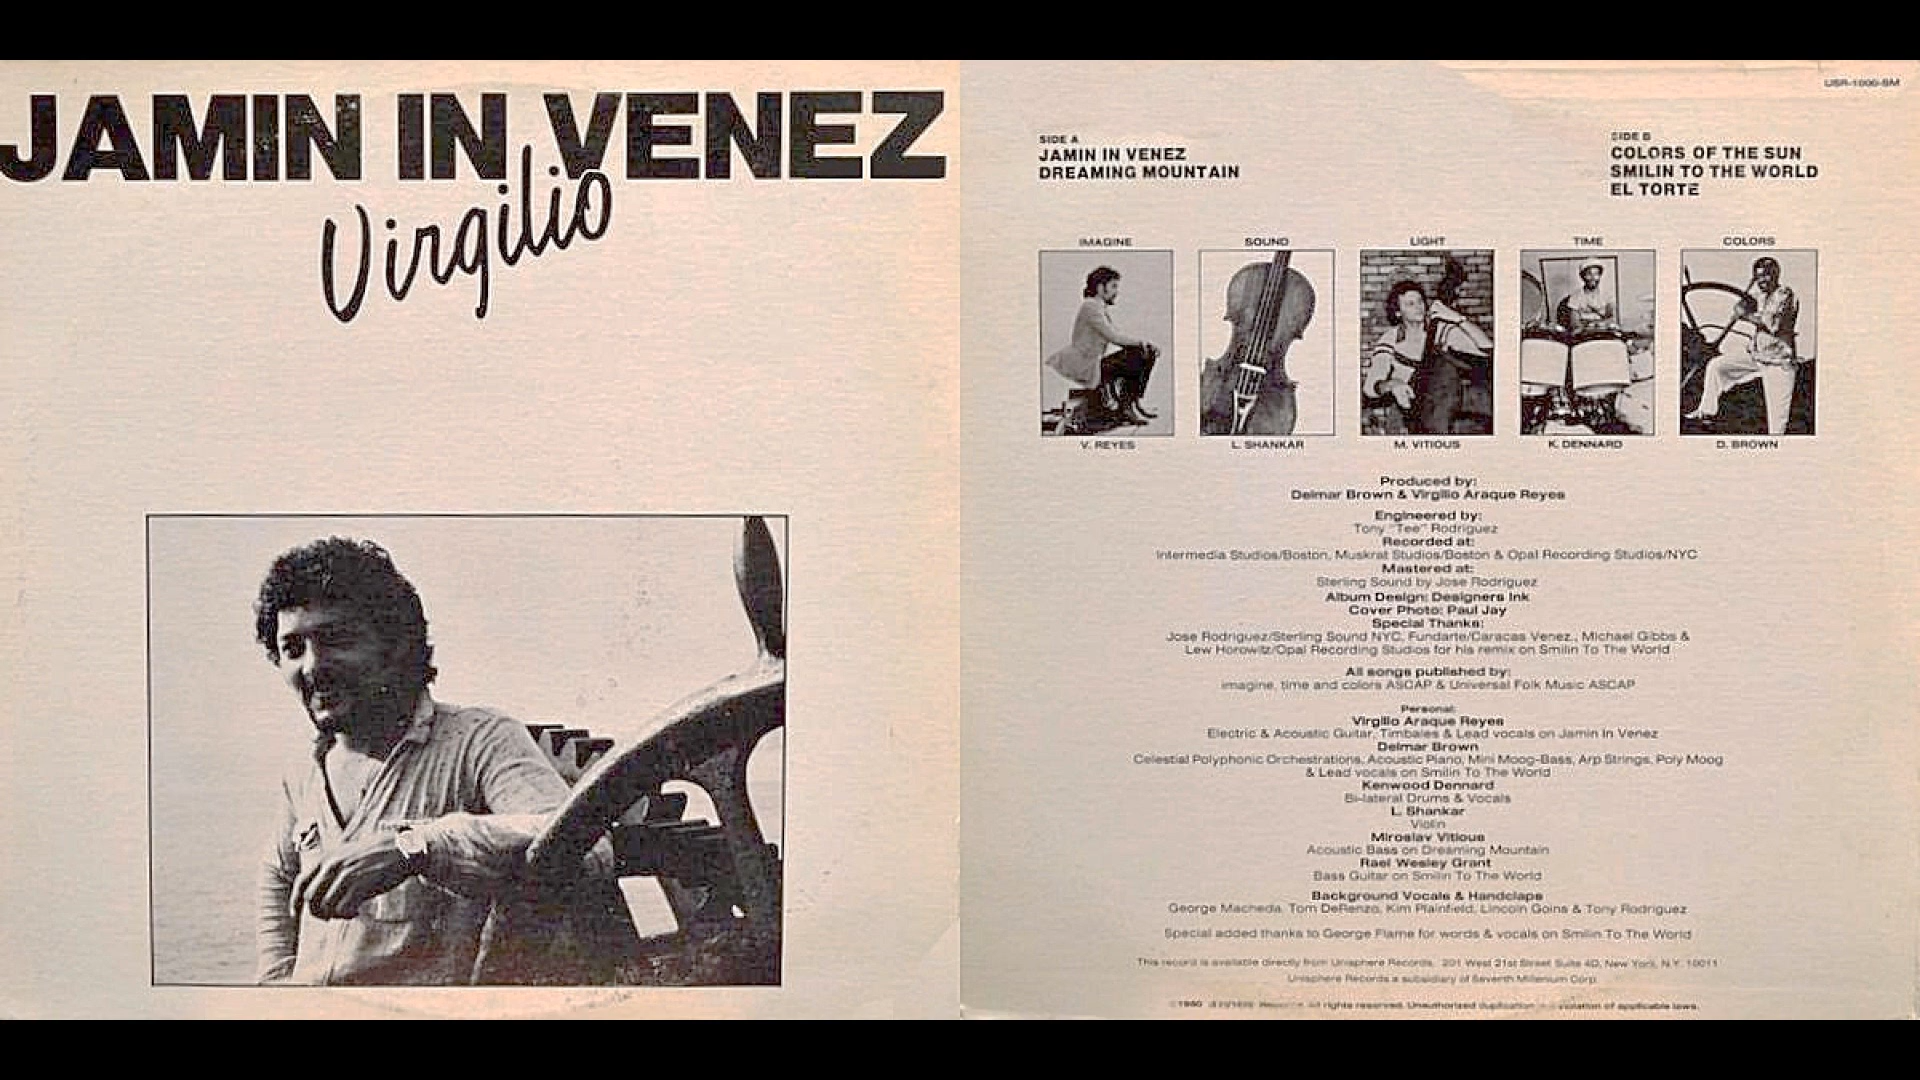 JAMIN IN VENEZ
Virgilio
USR-1000-SM
SIDE A
JAMIN IN VENEZ
DREAMING MOUNTAIN
SIDE B
COLORS OF THE SUN
SMILIN TO THE WORLD
EL TORTE
IMAGINE
SOUND
LIGHT
TIME
COLORS
V. REYES
L. SHANKAR
M. VITIOUS
K. DENNARD
D. BROWN
Produced by:
Delmar Brown & Virgilio Araque Reyes
Engineered by:
Tony "Tee" Rodriguez
Recorded at:
Intermedia Studios/Boston, Muskrat Studios/Boston & Opal Recording Studios/NYC
Mastered at:
Sterling Sound by Jose Rodriguez
Album Design: Designers Ink
Cover Photo: Paul Jay
Special Thanks:
Jose Rodriguez/Sterling Sound NYC, Fundarte/Caracas Venez., Michael Gibbs &
Lew Horowitz/Opal Recording Studios for his remix on Smilin To The World
All songs published by:
imagine, time and colors ASCAP & Universal Folk Music ASCAP
Personal:
Virgilio Araque Reyes
Electric & Acoustic Guitar, Timbales & Lead vocals on Jamin In Venez
Delmar Brown
Celestial Polyphonic Orchestrations, Acoustic Piano, Mini Moog-Bass, Arp Strings, Poly Moog
& Lead vocals on Smilin To The World
Kenwood Dennard
Bi-lateral Drums & Vocals
L. Shankar
Violin
Miroslav Vitious
Acoustic Bass on Dreaming Mountain
Rael Wesley Grant
Bass Guitar on Smilin To The World
Background Vocals & Handclaps
George Macheda, Tom DeRenzo, Kim Plainfield, Lincoln Goins & Tony Rodriguez
Special added thanks to George Flame for words & vocals on Smilin To The World
This record is available directly from Unisphere Records, 201 West 21st Street Suite 4D, New York, N.Y. 10011
Unisphere Records a subsidiary of Seventh Millenium Corp.
©1980 Records. All rights reserved. Unauthorized duplication is a violation of applicable laws.